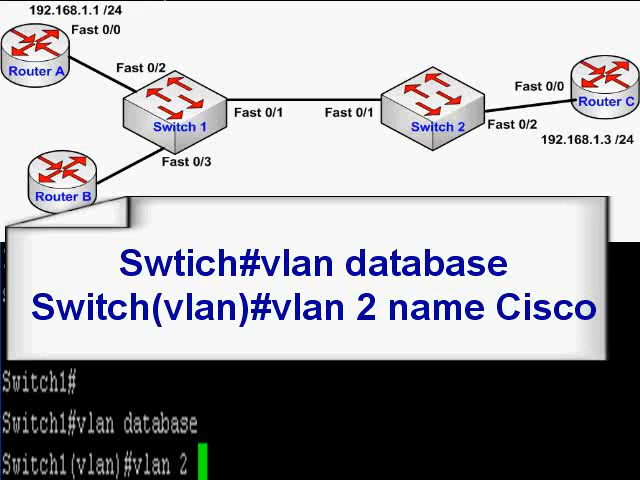 192.168.1.1 /24
Fast 0/0
Router A
Fast 0/2
Switch 1
Fast 0/1
Fast 0/1
Switch 2
Fast 0/0
Router C
Fast 0/2
192.168.1.3 /24
Fast 0/3
Router B
Swtich#vlan database
Switch(vlan)#vlan 2 name Cisco
Switch1#
Switch1#vlan database
Switch1(vlan)#vlan 2